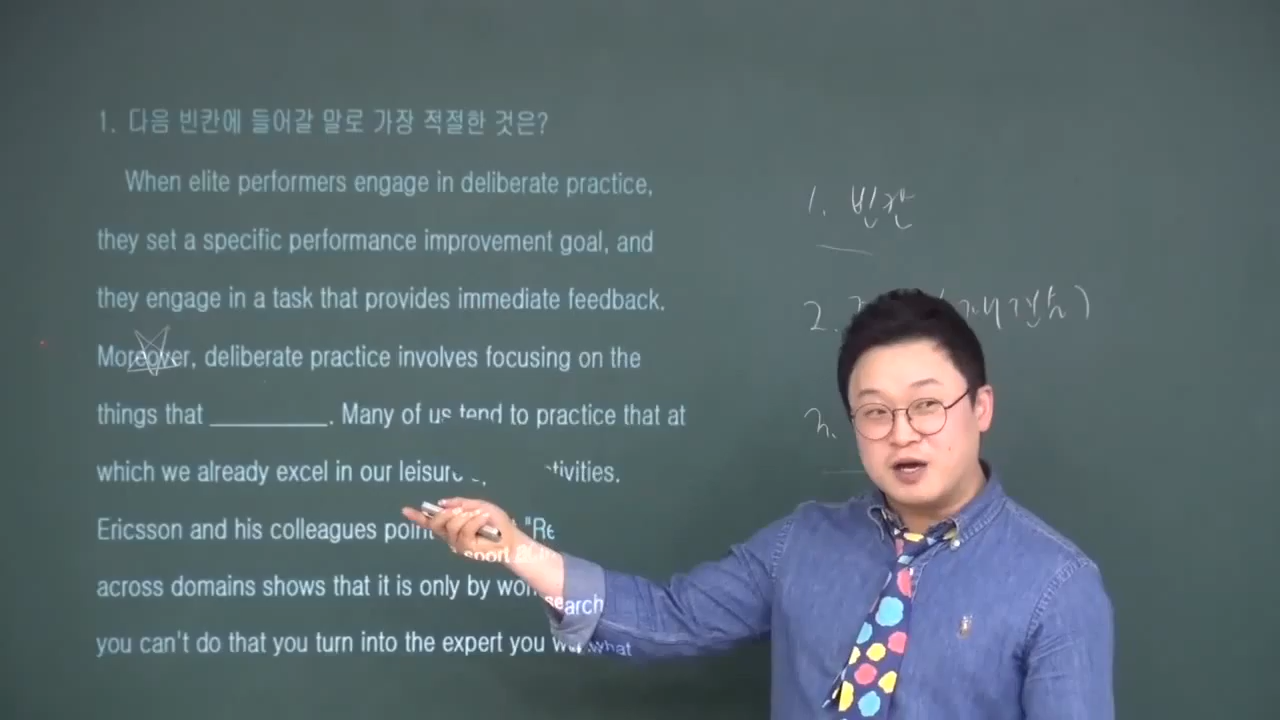 1. 다음 빈칸에 들어갈 말로 가장 적절한 것은?
When elite performers engage in deliberate practice,
they set a specific performance improvement goal, and
they engage in a task that provides immediate feedback.
Moreover, deliberate practice involves focusing on the
things that __________. Many of us tend to practice that at
which we already excel in our leisure
Ericsson and his colleagues "Re search
across domains shows that it is only by what
you can't do that you turn into the expert you
1. 빈칸
2.
3.